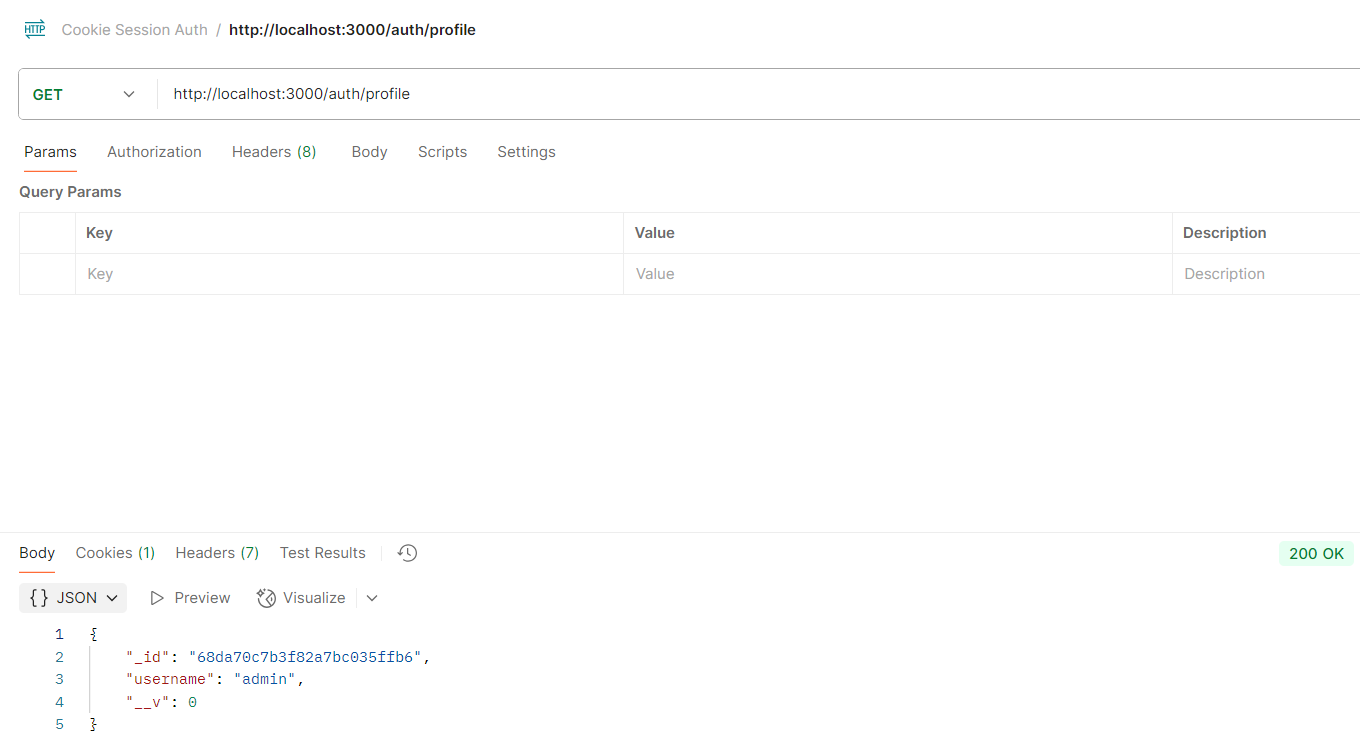 HTTP Cookie Session Auth / http://localhost:3000/auth/profile
GET http://localhost:3000/auth/profile
Params Authorization Headers (8) Body Scripts Settings
Query Params
Key Value Description
Key Value Description
Body Cookies (1) Headers (7) Test Results 200 OK
{} JSON Preview Visualize
1 {
2 "_id": "68da70c7b3f82a7bc035ffb6",
3 "username": "admin",
4 "__v": 0
5 }